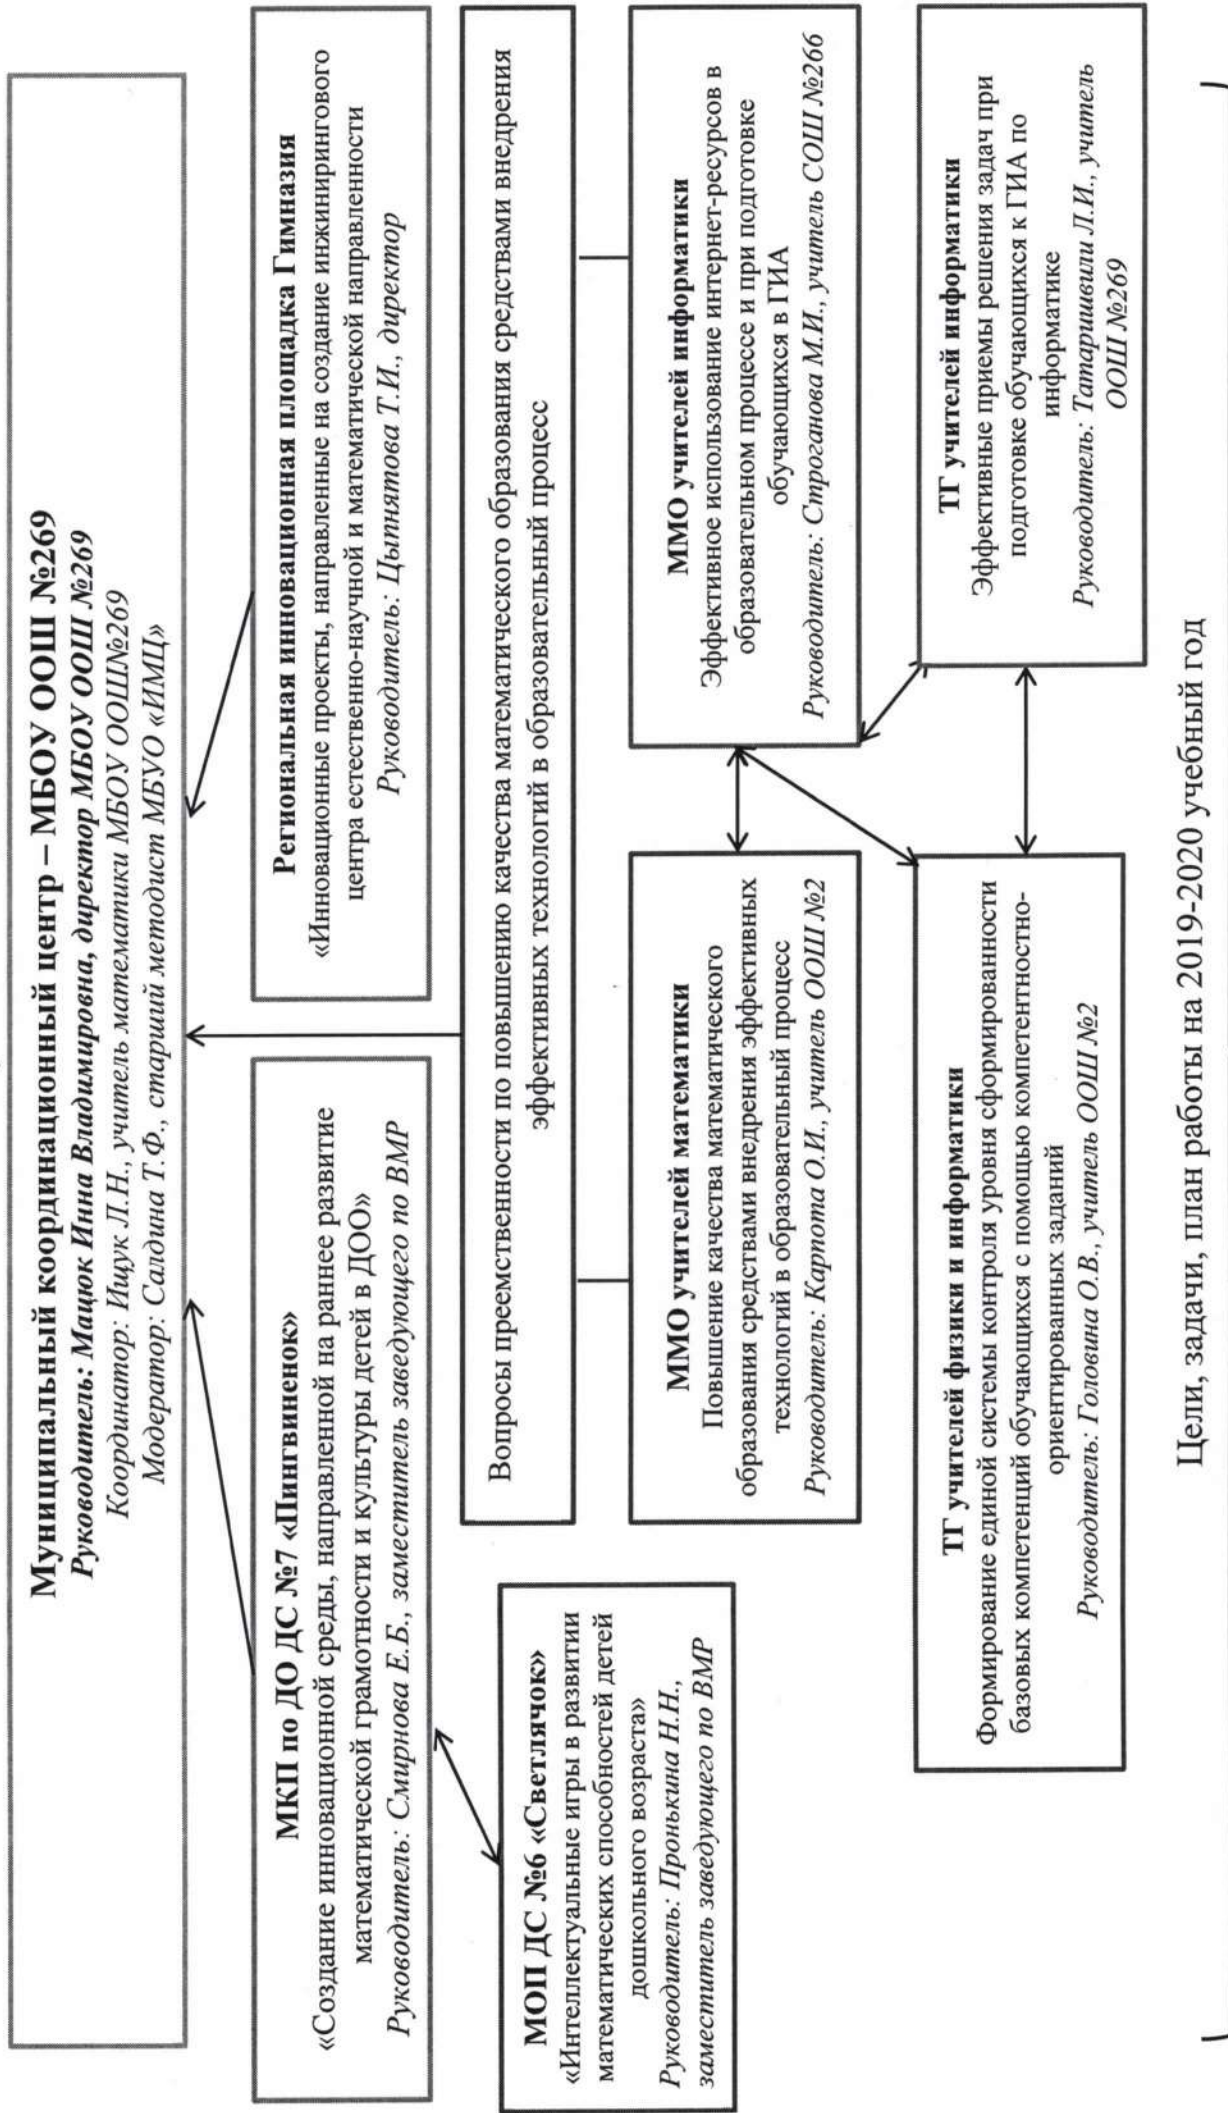 Муниципальный координационный центр – МБОУ ООШ №269
Руководитель: Мацюк Инна Владимировна, директор МБОУ ООШ №269
Координатор: Ищук Л.Н., учитель математики МБОУ ООШ№269
Модератор: Салдина Т.Ф., старший методист МБУО «ИМЦ»
МКП по ДО ДС №7 «Пингвиненок»
«Создание инновационной среды, направленной на раннее развитие
математической грамотности и культуры детей в ДОО»
Руководитель: Смирнова Е.Б., заместитель заведующего по ВМР
Региональная инновационная площадка Гимназия
«Инновационные проекты, направленные на создание инжинирингового
центра естественно-научной и математической направленности
Руководитель: Цыпнятова Т.И., директор
Вопросы преемственности по повышению качества математического образования средствами внедрения
эффективных технологий в образовательный процесс
МОП ДС №6 «Светлячок»
«Интеллектуальные игры в развитии
математических способностей детей
дошкольного возраста»
Руководитель: Пронькина Н.Н.,
заместитель заведующего по ВМР
ММО учителей математики
Повышение качества математического
образования средствами внедрения эффективных
технологий в образовательный процесс
Руководитель: Карпота О.И., учитель ООШ №2
ММО учителей информатики
Эффективное использование интернет-ресурсов в
образовательном процессе и при подготовке
обучающихся в ГИА
Руководитель: Строганова М.И., учитель СОШ №266
ТГ учителей физики и информатики
Формирование единой системы контроля уровня сформированности
базовых компетенций обучающихся с помощью компетентностно-
ориентированных заданий
Руководитель: Головина О.В., учитель ООШ №2
ТГ учителей информатики
Эффективные приемы решения задач при
подготовке обучающихся к ГИА по
информатике
Руководитель: Татаришвили Л.И., учитель
ООШ №269
Цели, задачи, план работы на 2019-2020 учебный год